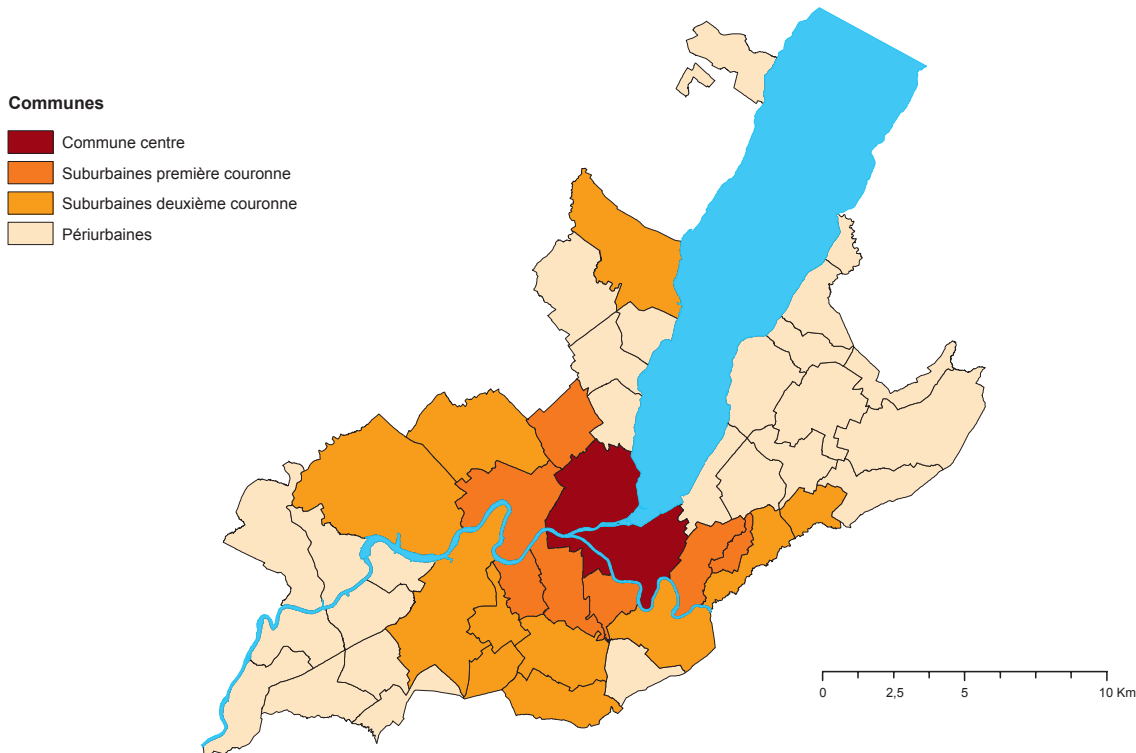 Communes
Commune centre
Suburbaines première couronne
Suburbaines deuxième couronne
Périurbaines
0 2,5 5 10 Km